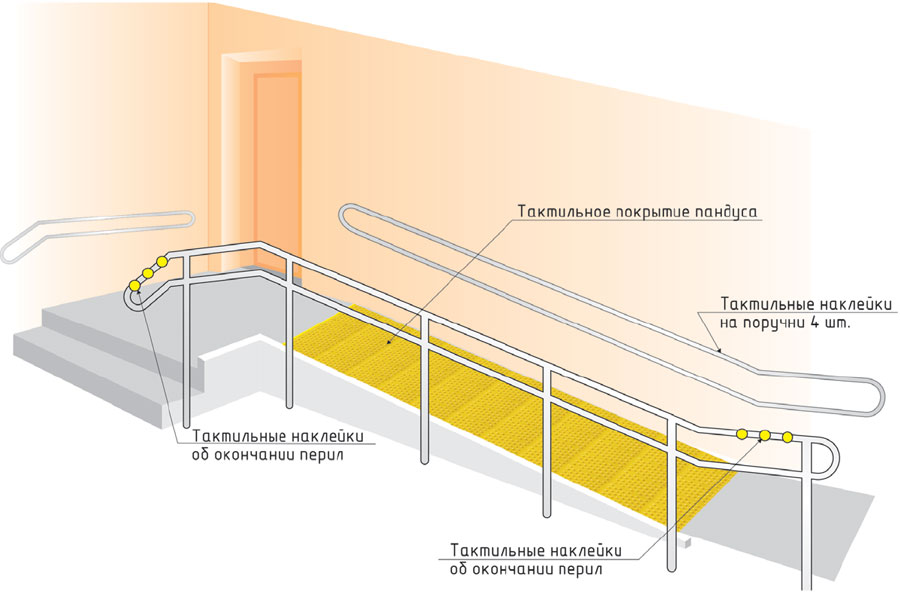 Тактильное покрытие пандуса
Тактильные наклейки
на поручни 4 шт.
Тактильные наклейки
об окончании перил
Тактильные наклейки
об окончании перил